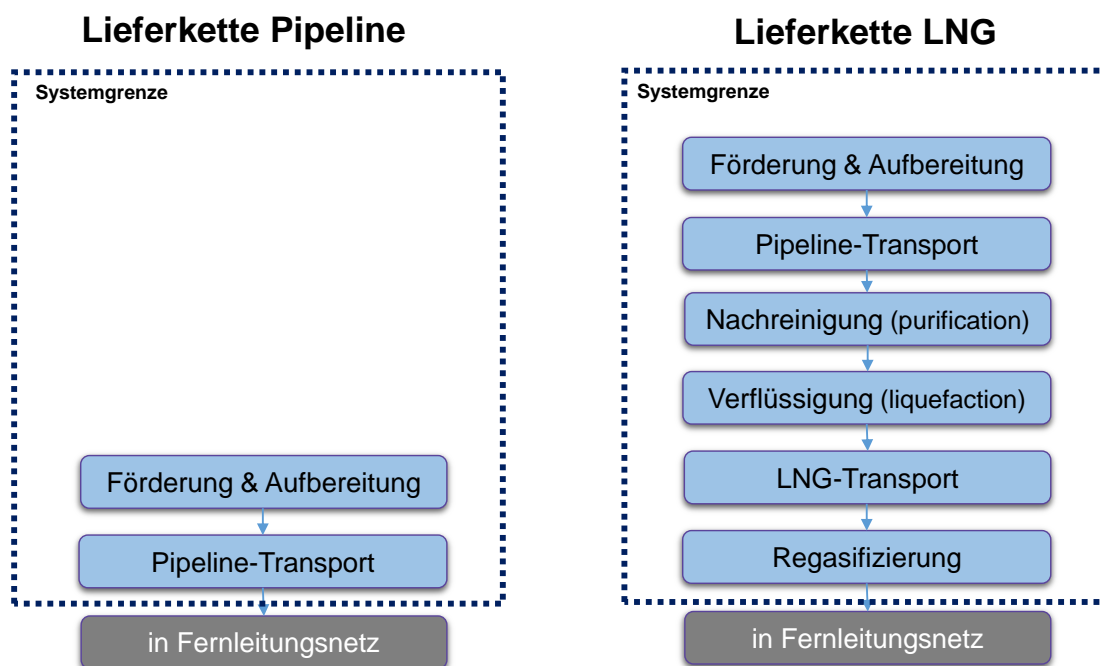 Lieferkette Pipeline
Systemgrenze
Förderung & Aufbereitung
Pipeline-Transport
in Fernleitungsnetz
Lieferkette LNG
Systemgrenze
Förderung & Aufbereitung
Pipeline-Transport
Nachreinigung (purification)
Verflüssigung (liquefaction)
LNG-Transport
Regasifizierung
in Fernleitungsnetz